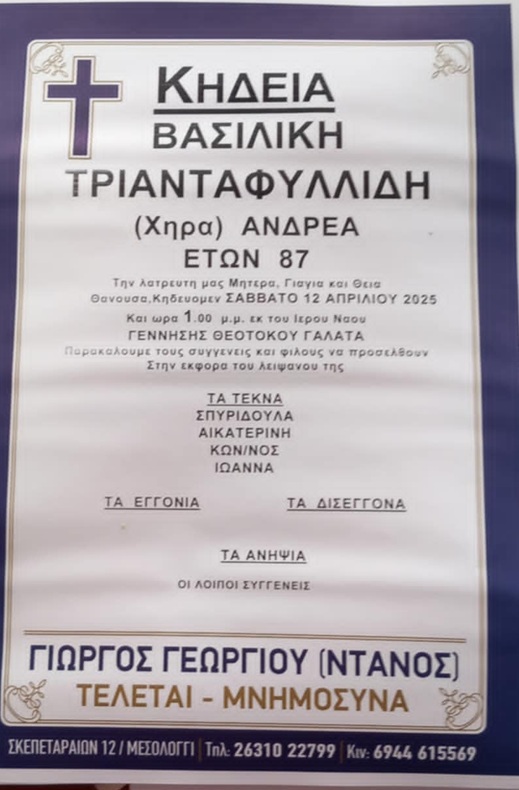 ΚΗΔΕΙΑ
ΒΑΣΙΛΙΚΗ
ΤΡΙΑΝΤΑΦΥΛΛΙΔΗ
(Χηρα) ΑΝΔΡΕΑ
ΕΤΩΝ 87
Την λατρευτη μας Μητερα, Γιαγια και Θεια
Θανουσα,Κηδευομεν ΣΑΒΒΑΤΟ 12 ΑΠΡΙΛΙΟΥ 2025
Και ωρα 1.00 μ.μ. εκ του Ιερου Ναου
ΓΕΝΝΗΣΗΣ ΘΕΟΤΟΚΟΥ ΓΑΛΑΤΑ
Παρακαλουμε τους συγγενεις και φιλους να προσελθουν
Στην εκφορα του λειψανου της
ΤΑ ΤΕΚΝΑ
ΣΠΥΡΙΔΟΥΛΑ
ΑΙΚΑΤΕΡΙΝΗ
ΚΩΝ/ΝΟΣ
ΙΩΑΝΝΑ
ΤΑ ΕΓΓΟΝΙΑ ΤΑ ΔΙΣΕΓΓΟΝΑ
ΤΑ ΑΝΗΨΙΑ
ΟΙ ΛΟΙΠΟΙ ΣΥΓΓΕΝΕΙΣ
ΓΙΩΡΓΟΣ ΓΕΩΡΓΙΟΥ (ΝΤΑΝΟΣ)
ΤΕΛΕΤΑΙ - ΜΝΗΜΟΣΥΝΑ
ΣΚΕΠΕΤΑΡΑΙΩΝ 12 / ΜΕΣΟΛΟΓΓΙ | Τηλ: 26310 22799 | Κιν: 6944 615569